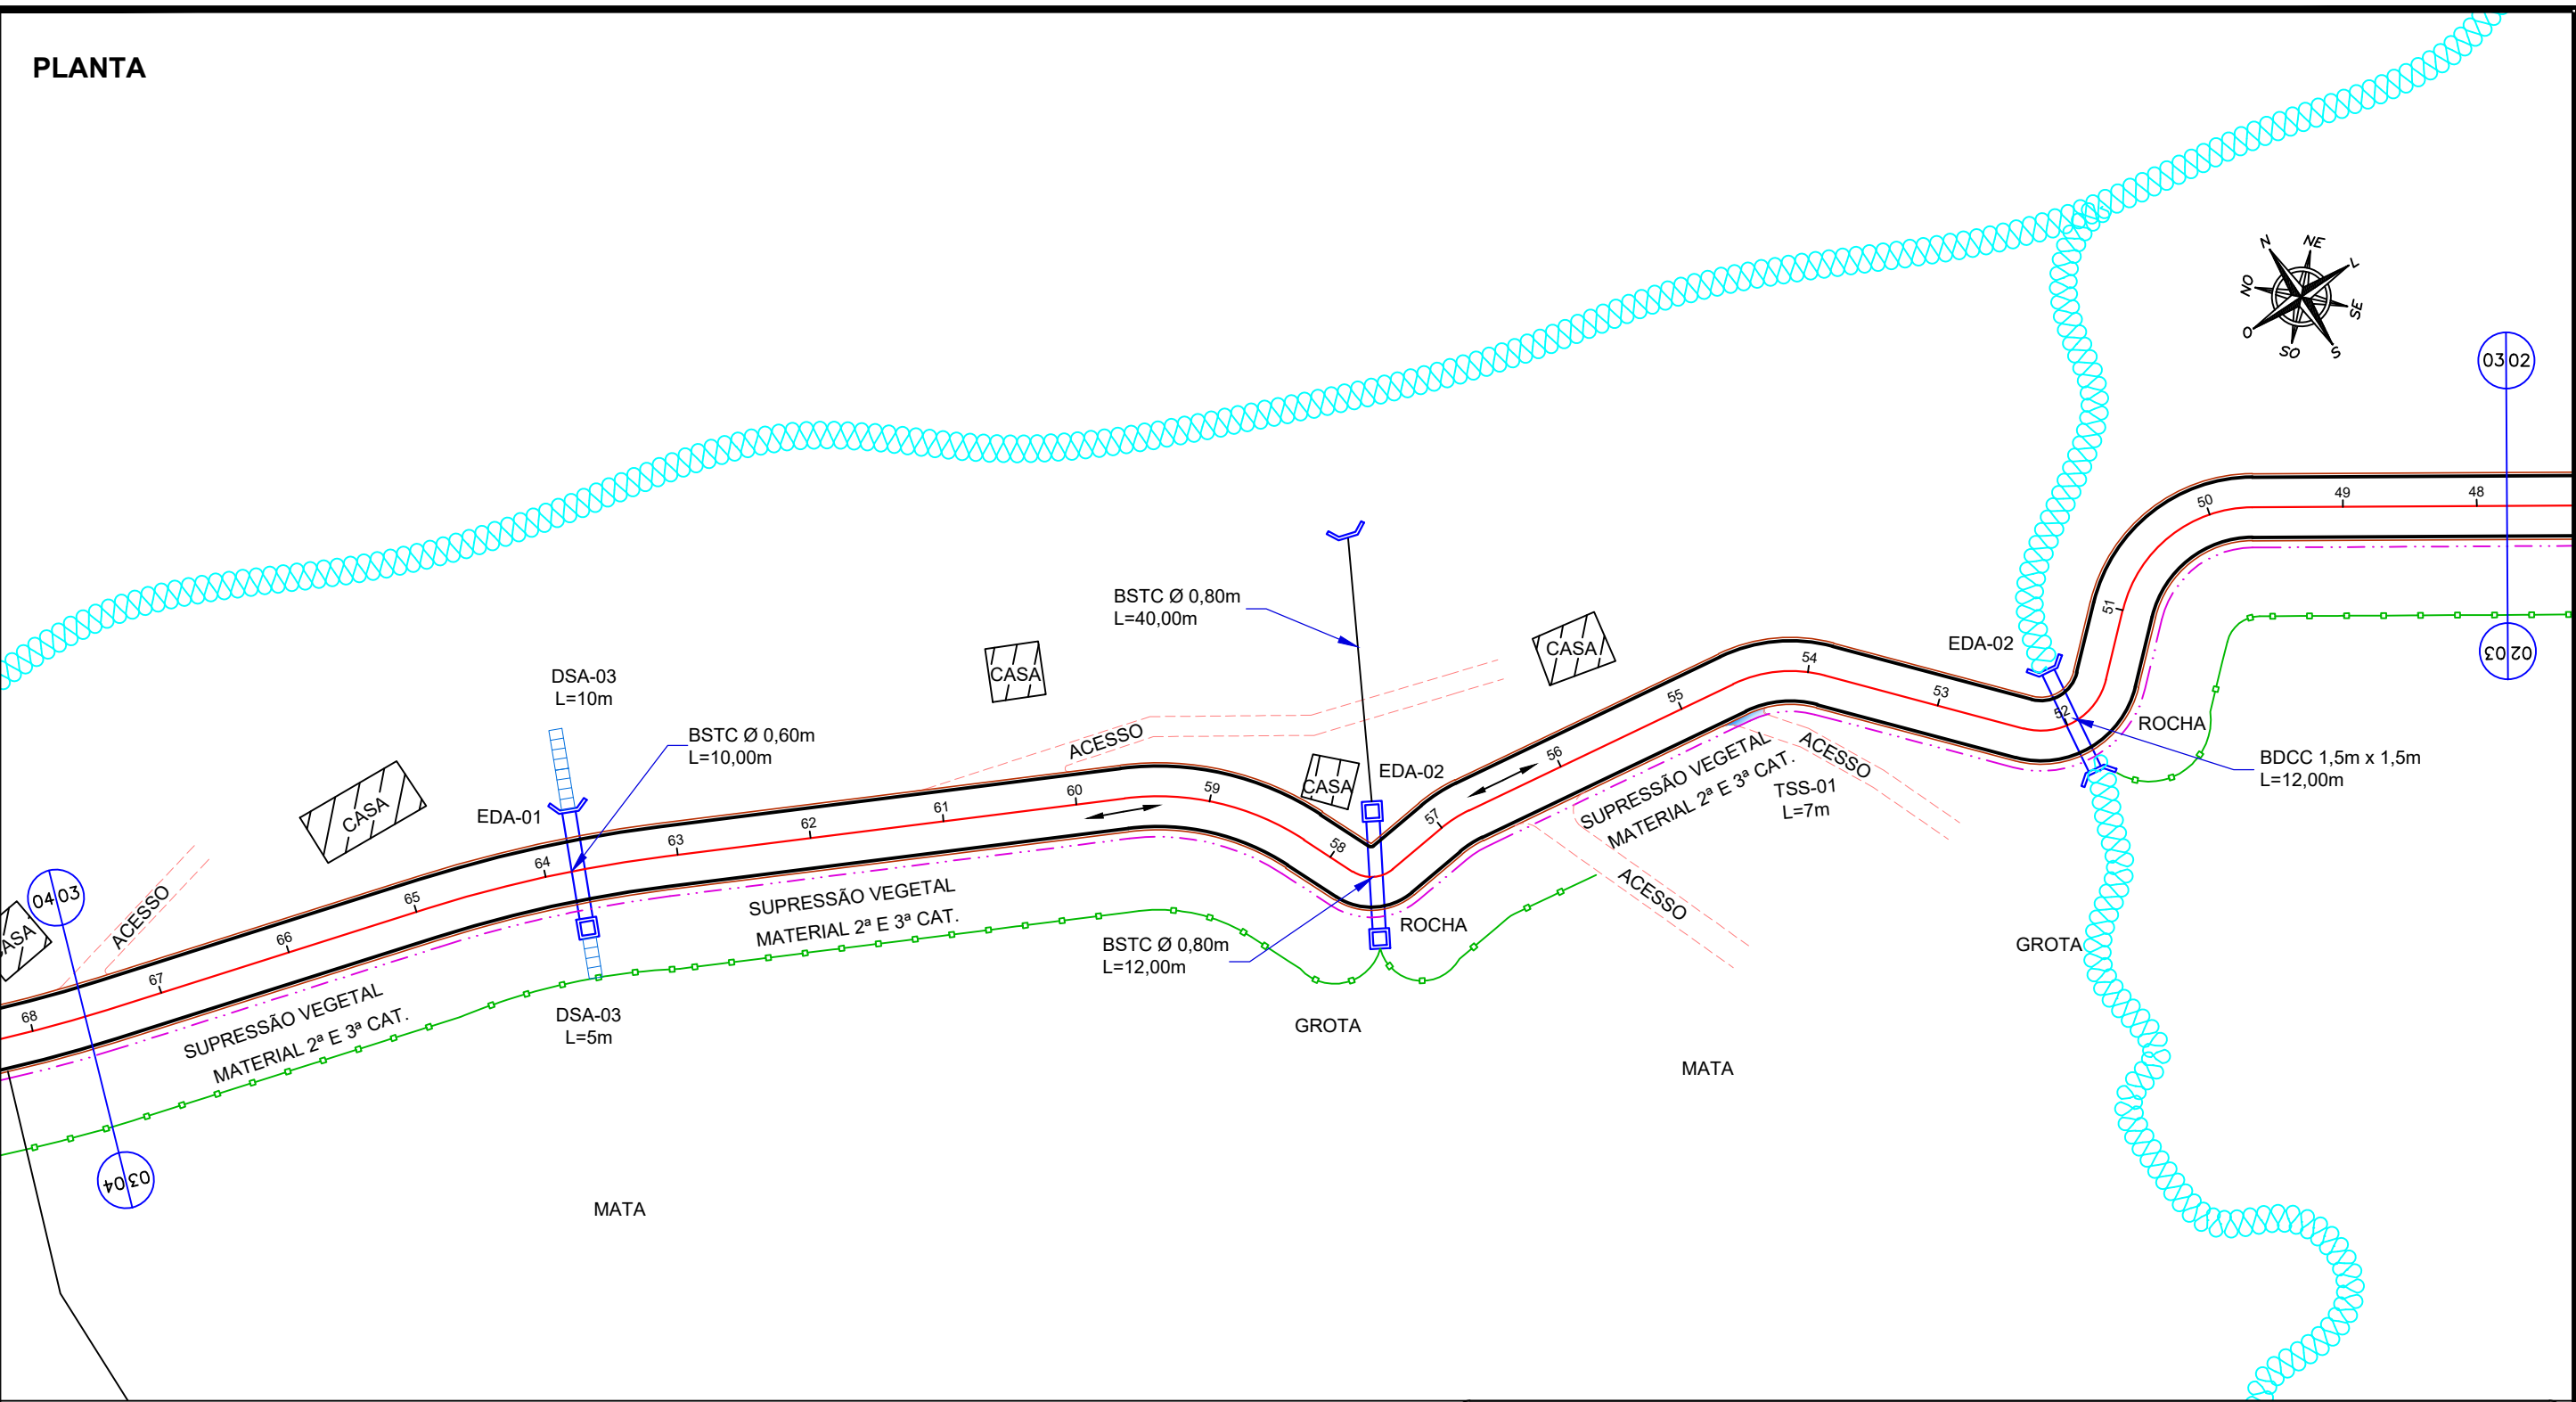 PLANTA
N
NE
L
NO
SE
O
SO
S
03 02
50
49
48
51
EDA-02
BSTC Ø 0,80m
L=40,00m
CASA
54
53
52
ROCHA
DSA-03
L=10m
CASA
55
BDCC 1,5m x 1,5m
L=12,00m
02 03
BSTC Ø 0,60m
L=10,00m
ACESSO
CASA
EDA-02
56
SUPRESSÃO VEGETAL
MATERIAL 2ª E 3ª CAT.
ACESSO
TSS-01
L=7m
CASA
EDA-01
64
63
62
61
60
59
58
57
04 03
ACESSO
65
66
67
68
SUPRESSÃO VEGETAL
MATERIAL 2ª E 3ª CAT.
BSTC Ø 0,80m
L=12,00m
ROCHA
ACESSO
GROTA
SUPRESSÃO VEGETAL
MATERIAL 2ª E 3ª CAT.
DSA-03
L=5m
GROTA
MATA
03 04
MATA
ASA